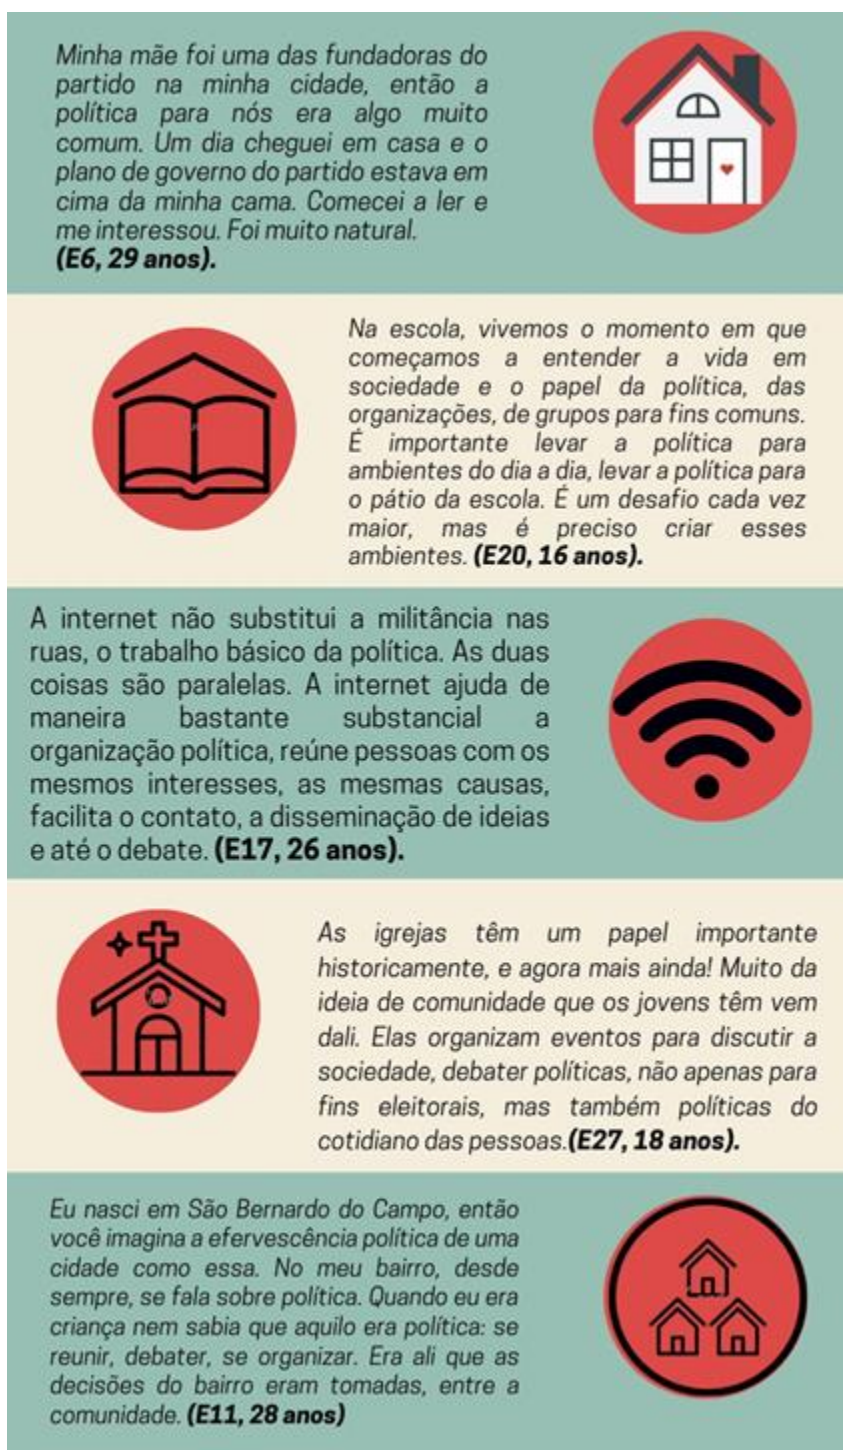 Minha mãe foi uma das fundadoras do
partido na minha cidade, então a
política para nós era algo muito
comum. Um dia cheguei em casa e o
plano de governo do partido estava em
cima da minha cama. Comecei a ler e
me interessou. Foi muito natural.
(E6, 29 anos).
Na escola, vivemos o momento em que
começamos a entender a vida em
sociedade e o papel da política, das
organizações, de grupos para fins comuns.
É importante levar a política para
ambientes do dia a dia, levar a política para
o pátio da escola. É um desafio cada vez
maior, mas é preciso criar esses
ambientes. (E20, 16 anos).
A internet não substitui a militância nas
ruas, o trabalho básico da política. As duas
coisas são paralelas. A internet ajuda de
maneira bastante substancial a
organização política, reúne pessoas com os
mesmos interesses, as mesmas causas,
facilita o contato, a disseminação de ideias
e até o debate. (E17, 26 anos).
As igrejas têm um papel importante
historicamente, e agora mais ainda! Muito da
ideia de comunidade que os jovens têm vem
dali. Elas organizam eventos para discutir a
sociedade, debater políticas, não apenas para
fins eleitorais, mas também políticas do
cotidiano das pessoas.(E27, 18 anos).
Eu nasci em São Bernardo do Campo, então
você imagina a efervescência política de uma
cidade como essa. No meu bairro, desde
sempre, se fala sobre política. Quando eu era
criança nem sabia que aquilo era política: se
reunir, debater, se organizar. Era ali que as
decisões do bairro eram tomadas, entre a
comunidade. (E11, 28 anos)